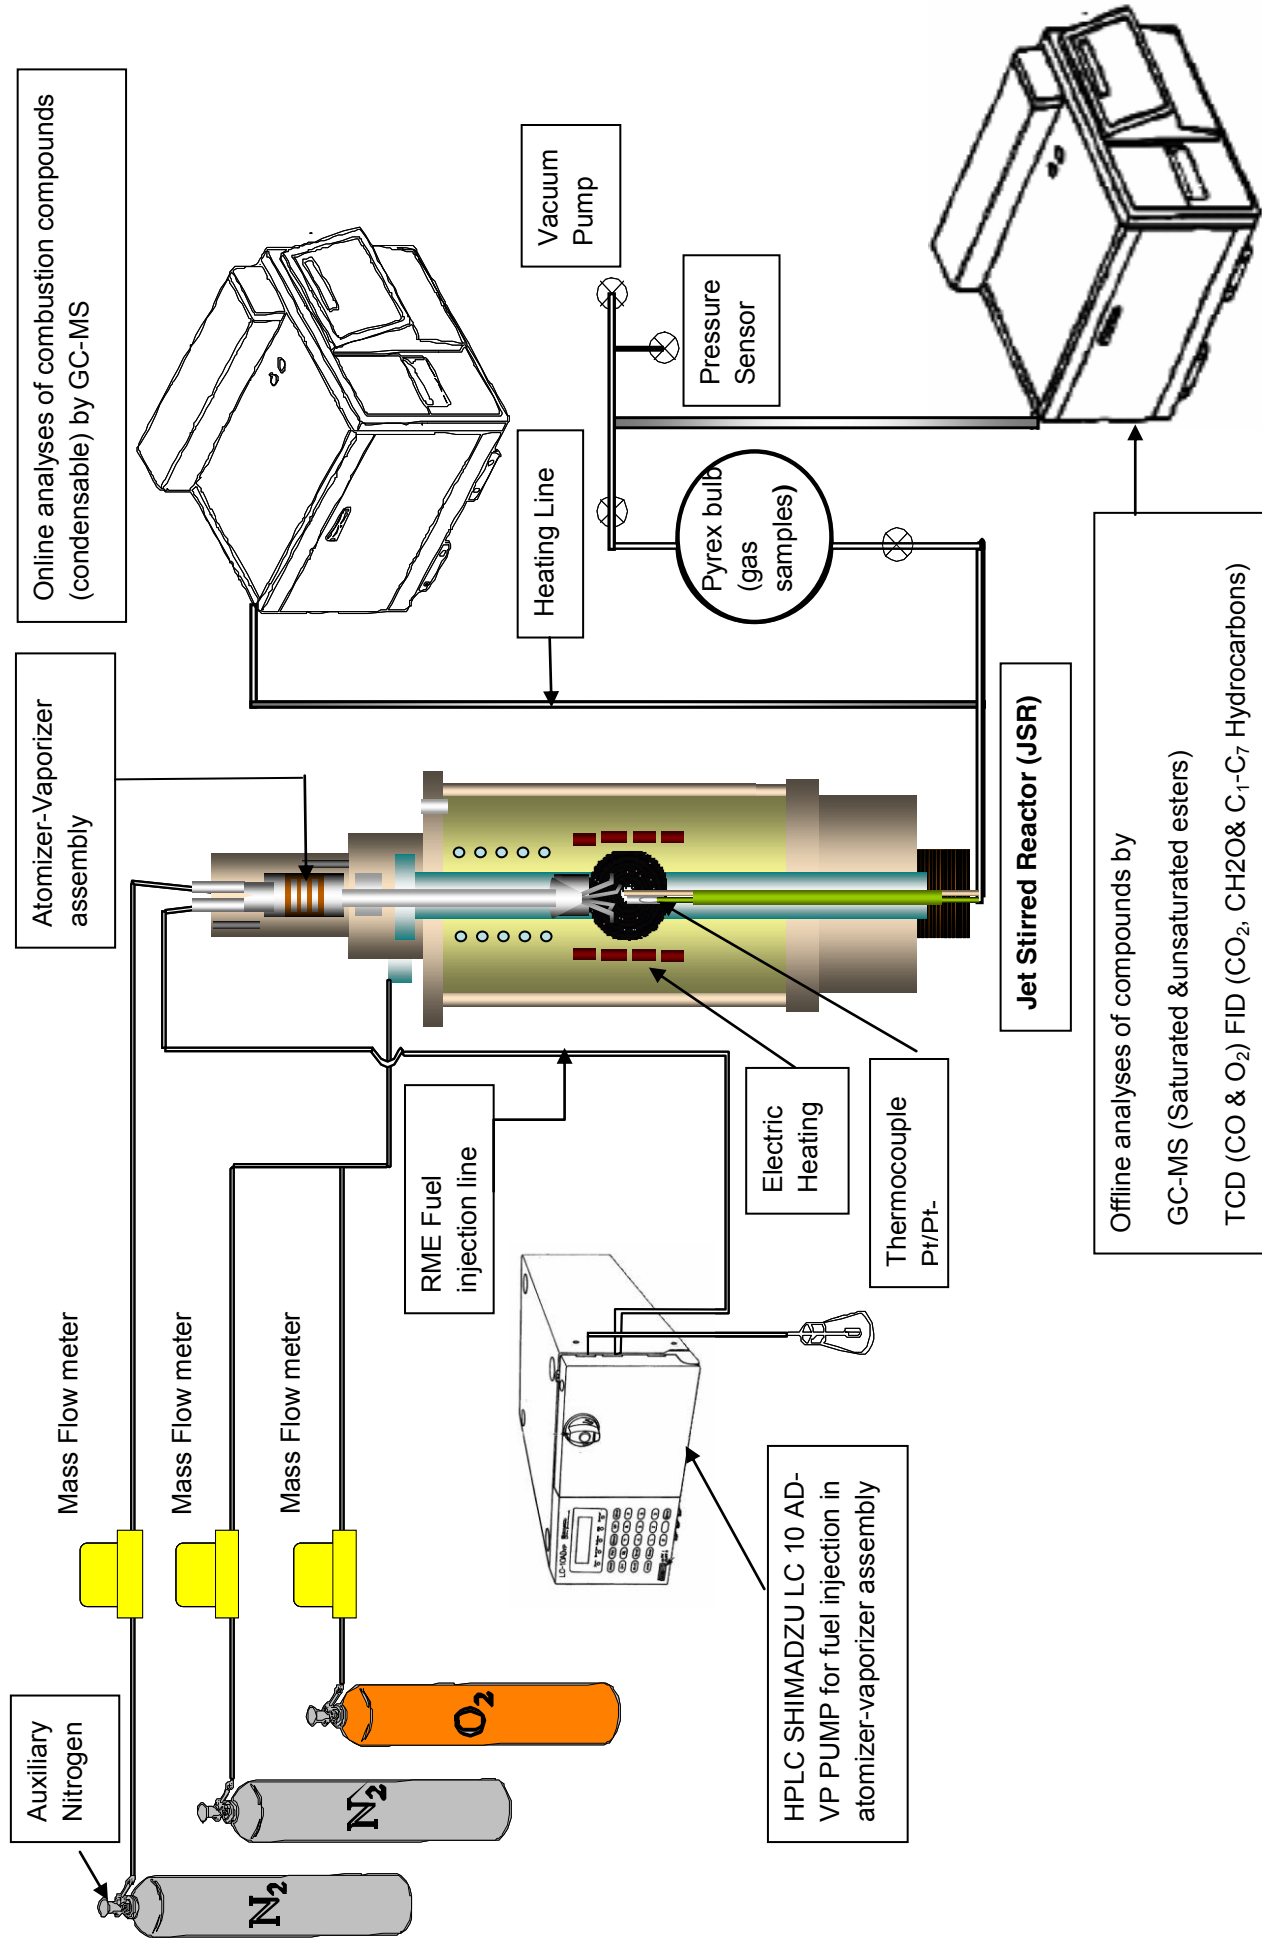 Auxiliary
Nitrogen
N2
N2
O2
Mass Flow meter
Mass Flow meter
Mass Flow meter
HPLC SHIMADZU LC 10 AD-
VP PUMP for fuel injection in
atomizer-vaporizer assembly
LC-10ADVP
RME Fuel
injection line
Electric
Heating
Thermocouple
Pt/Pt-
Atomizer-Vaporizer
assembly
Jet Stirred Reactor (JSR)
Online analyses of combustion compounds
(condensable) by GC-MS
Heating Line
Vacuum
Pump
Pressure
Sensor
Pyrex bulb
(gas
samples)
Offline analyses of compounds by
GC-MS (Saturated &unsaturated esters)
TCD (CO & O2) FID (CO2, CH2O& C1-C7 Hydrocarbons)